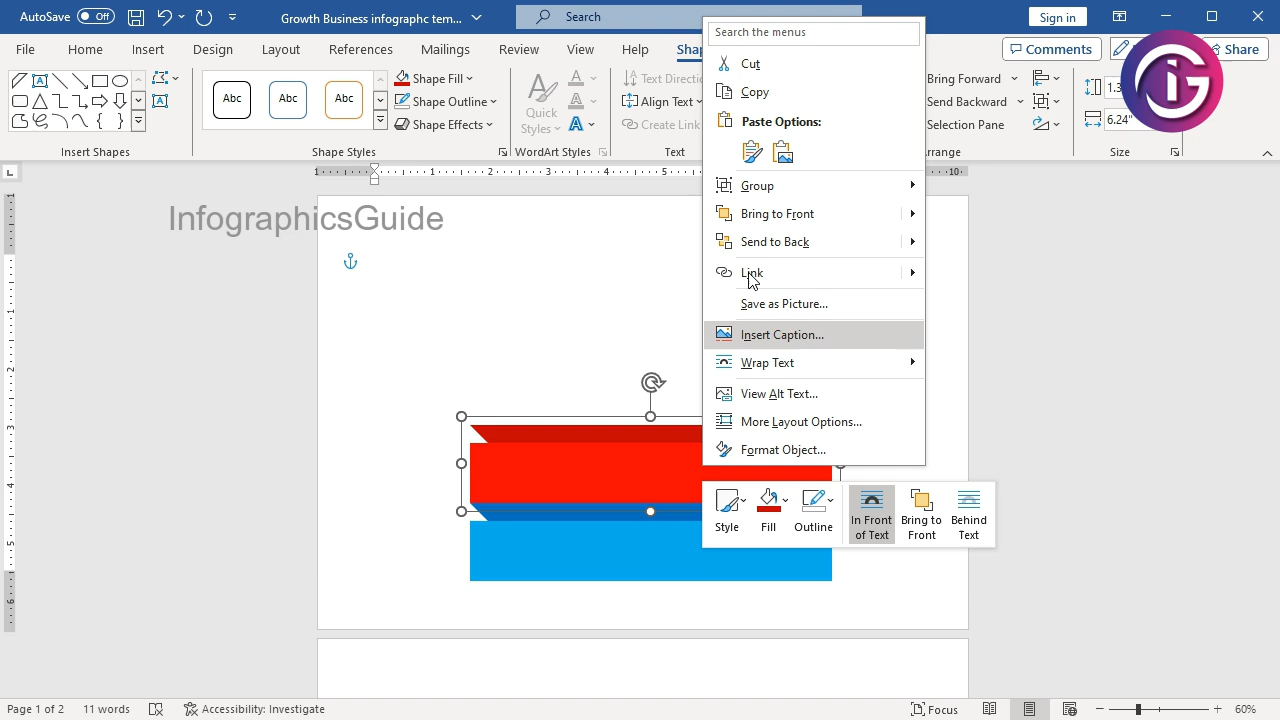 AutoSave Off Growth Business infographc tem... Search Sign in
File Home Insert Design Layout References Mailings Review View Help Comments Share
Search the menus
Cut
Copy
Paste Options:
Group
Bring to Front
Send to Back
Link
Save as Picture...
Insert Caption...
Wrap Text
View Alt Text...
More Layout Options...
Format Object...
Abc Abc Abc
Shape Fill
Shape Outline
Shape Effects
Quick
Styles
Align Text
Create Link
Bring Forward
Send Backward
Selection Pane
6.24"
Insert Shapes Shape Styles WordArt Styles Text Size
InfographicsGuide
Style Fill Outline
In Front
of Text
Bring to
Front
Behind
Text
Page 1 of 2 11 words Accessibility: Investigate Focus 60%
iG